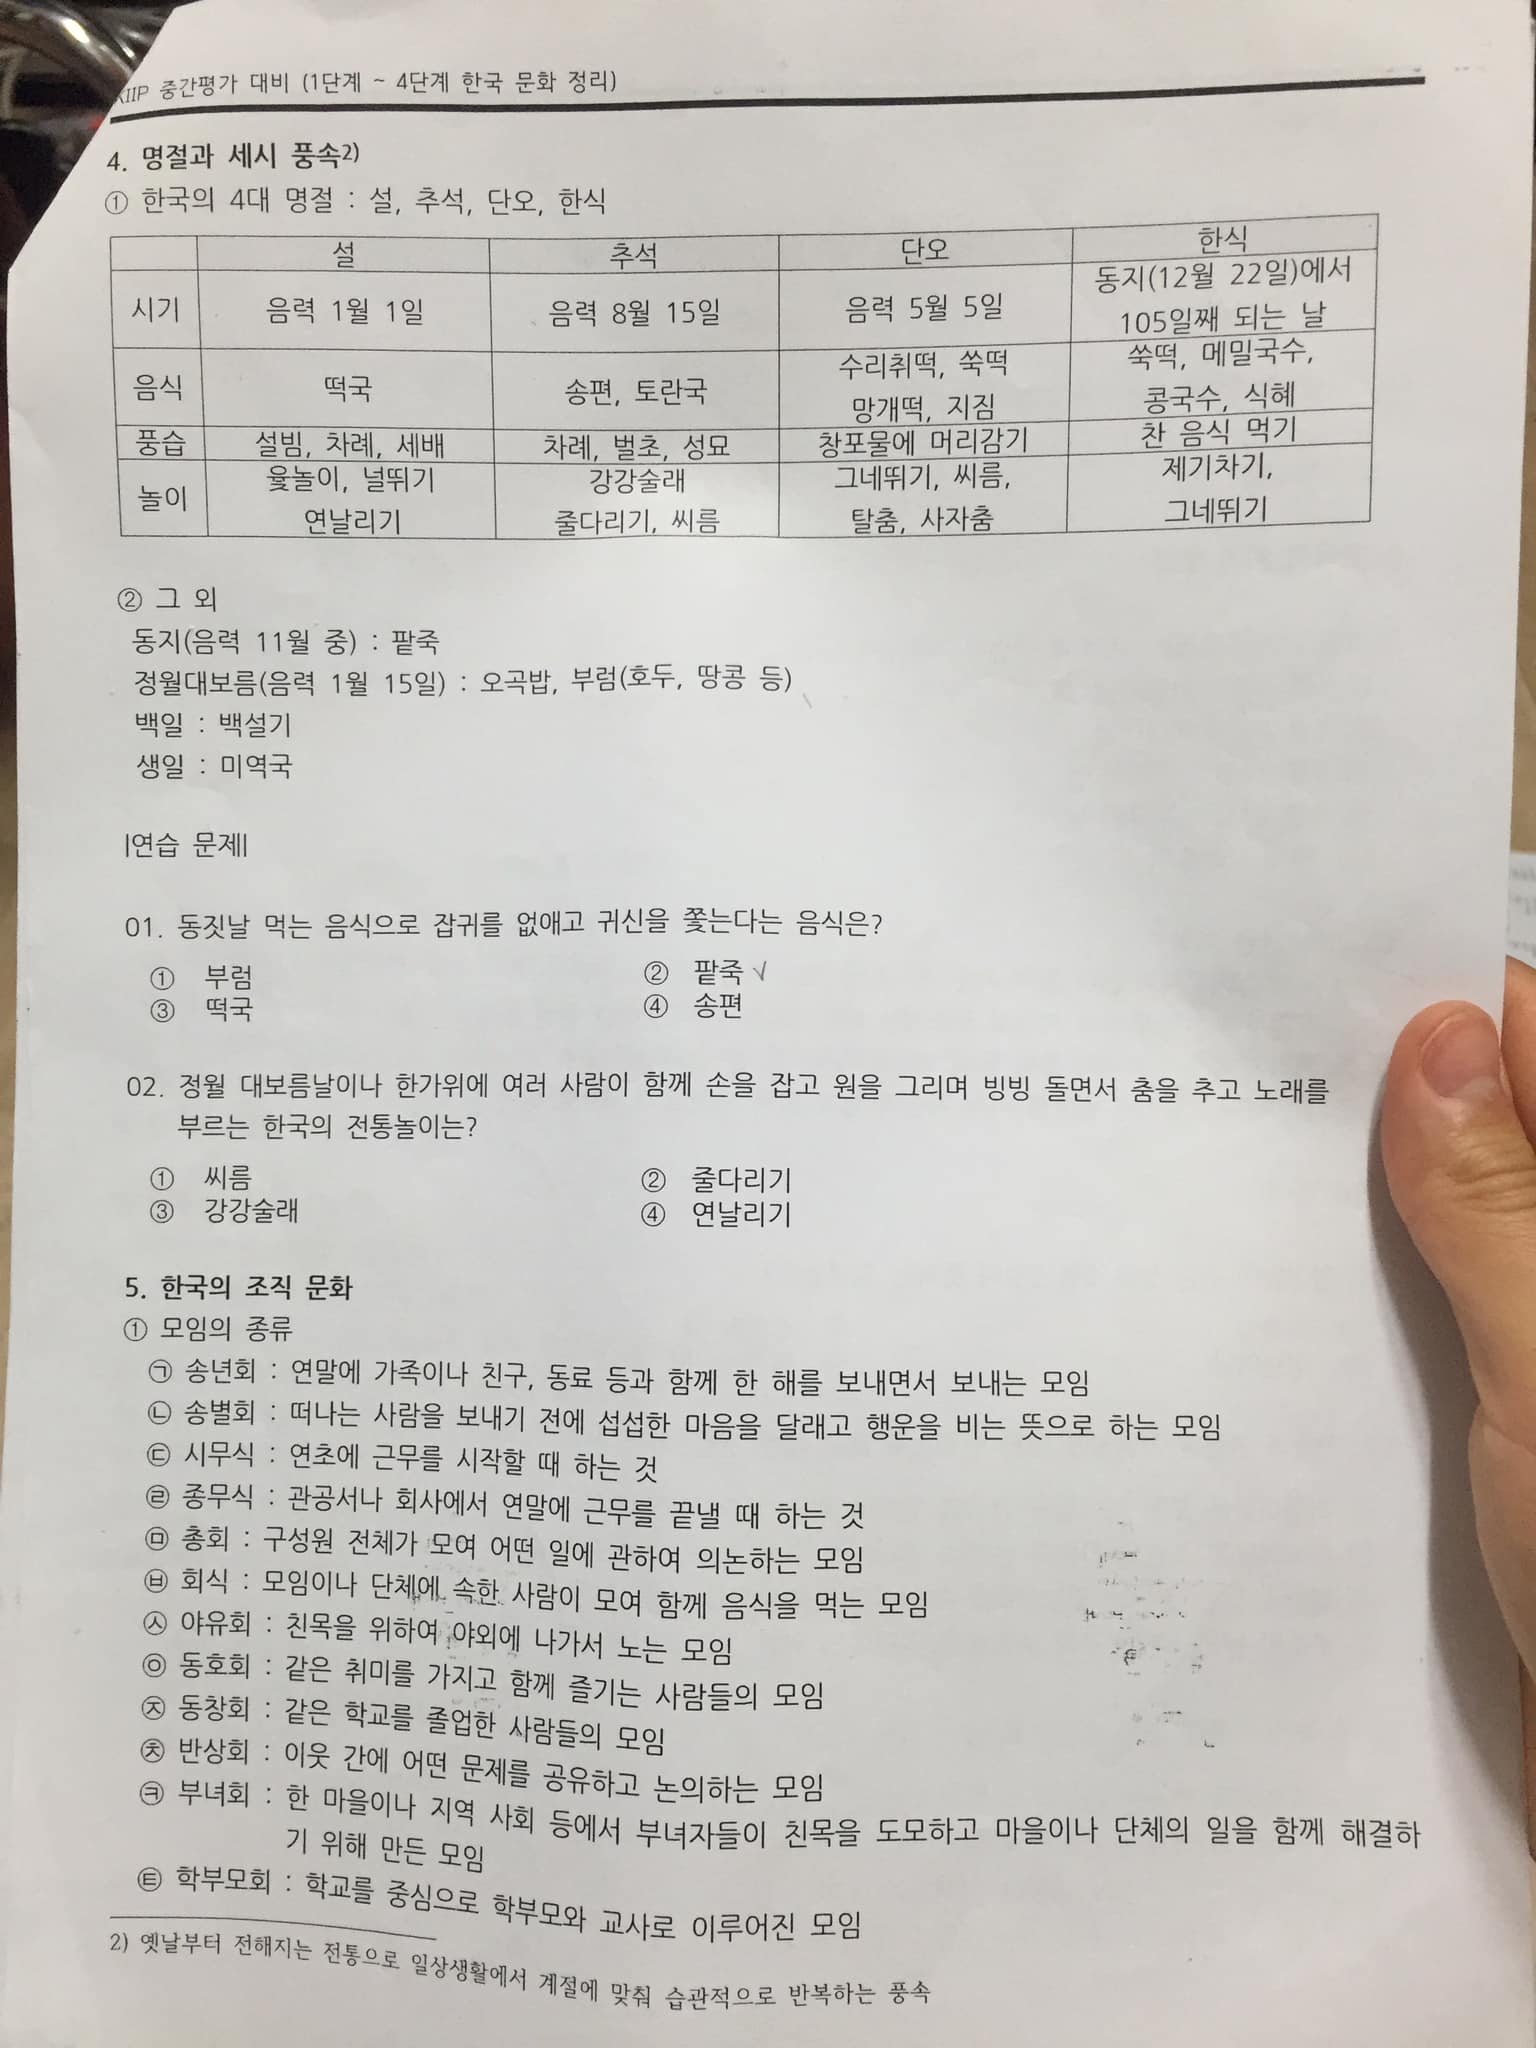 KIIP 중간평가 대비 (1단계 ~ 4단계 한국 문화 정리)
4. 명절과 세시 풍속2)
① 한국의 4대 명절 : 설, 추석, 단오, 한식
설 추석 단오 한식
시기 음력 1월 1일 음력 8월 15일 음력 5월 5일 동지(12월 22일)에서
105일째 되는 날
음식 떡국 송편, 토란국 수리취떡, 쑥떡 쑥떡, 메밀국수,
망개떡, 지짐 콩국수, 식혜
풍습 설빔, 차례, 세배 차례, 벌초, 성묘 창포물에 머리감기 찬 음식 먹기
놀이 윷놀이, 널뛰기 강강술래 그네뛰기, 씨름, 제기차기,
연날리기 줄다리기, 씨름 탈춤, 사자춤 그네뛰기
② 그 외
동지(음력 11월 중) : 팥죽
정월대보름(음력 1월 15일) : 오곡밥, 부럼(호두, 땅콩 등)
백일 : 백설기
생일 : 미역국
|연습 문제|
01. 동짓날 먹는 음식으로 잡귀를 없애고 귀신을 쫓는다는 음식은?
① 부럼 ② 팥죽 √
③ 떡국 ④ 송편
02. 정월 대보름날이나 한가위에 여러 사람이 함께 손을 잡고 원을 그리며 빙빙 돌면서 춤을 추고 노래를
부르는 한국의 전통놀이는?
① 씨름 ② 줄다리기
③ 강강술래 ④ 연날리기
5. 한국의 조직 문화
① 모임의 종류
㉠ 송년회 : 연말에 가족이나 친구, 동료 등과 함께 한 해를 보내면서 보내는 모임
㉡ 송별회 : 떠나는 사람을 보내기 전에 섭섭한 마음을 달래고 행운을 비는 뜻으로 하는 모임
㉢ 시무식 : 연초에 근무를 시작할 때 하는 것
㉣ 종무식 : 관공서나 회사에서 연말에 근무를 끝낼 때 하는 것
㉤ 총회 : 구성원 전체가 모여 어떤 일에 관하여 의논하는 모임
㉥ 회식 : 모임이나 단체에 속한 사람이 모여 함께 음식을 먹는 모임
㉦ 야유회 : 친목을 위하여 야외에 나가서 노는 모임
㉧ 동호회 : 같은 취미를 가지고 함께 즐기는 사람들의 모임
㉨ 동창회 : 같은 학교를 졸업한 사람들의 모임
㉩ 반상회 : 이웃 간에 어떤 문제를 공유하고 논의하는 모임
㉪ 부녀회 : 한 마을이나 지역 사회 등에서 부녀자들이 친목을 도모하고 마을이나 단체의 일을 함께 해결하
기 위해 만든 모임
㉫ 학부모회 : 학교를 중심으로 학부모와 교사로 이루어진 모임
2) 옛날부터 전해지는 전통으로 일상생활에서 계절에 맞춰 습관적으로 반복하는 풍속